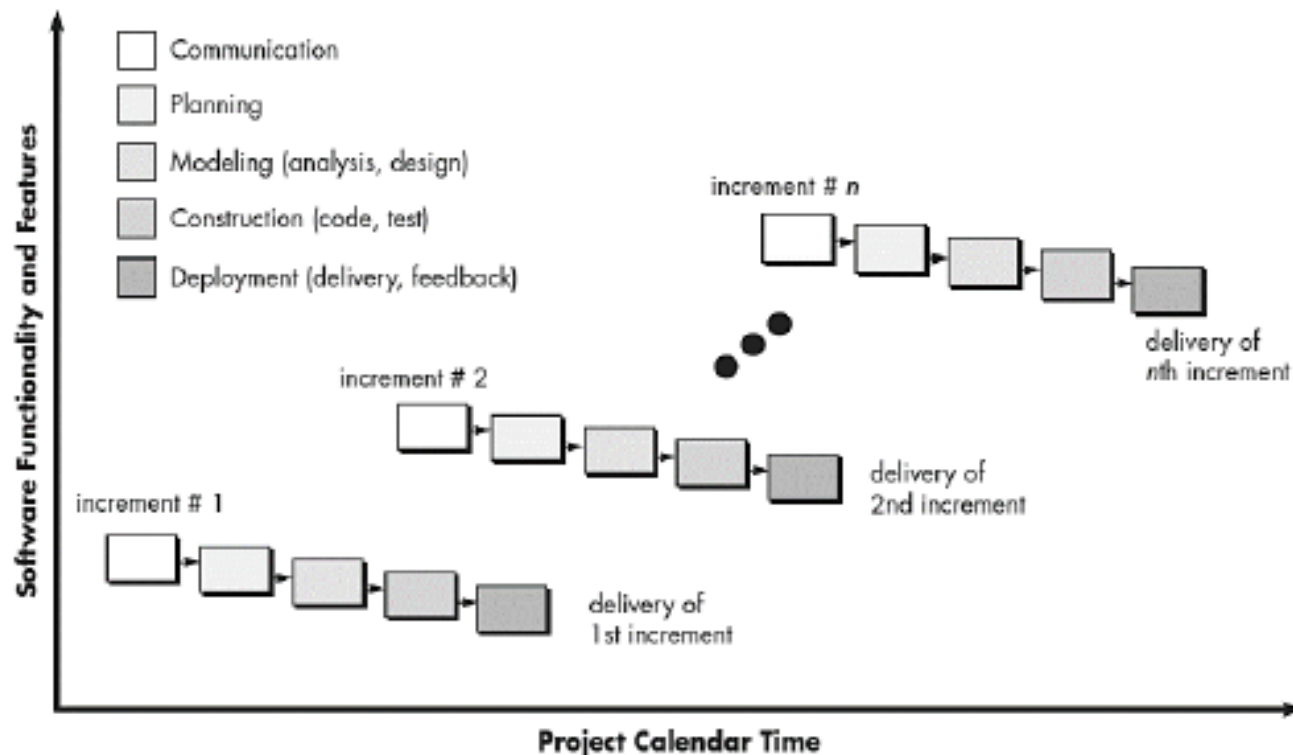 Communication
Planning
Modeling (analysis, design)
Construction (code, test)
Deployment (delivery, feedback)
increment # n
delivery of
nth increment
increment # 2
delivery of
2nd increment
increment # 1
delivery of
1st increment
Software Functionality and Features
Project Calendar Time